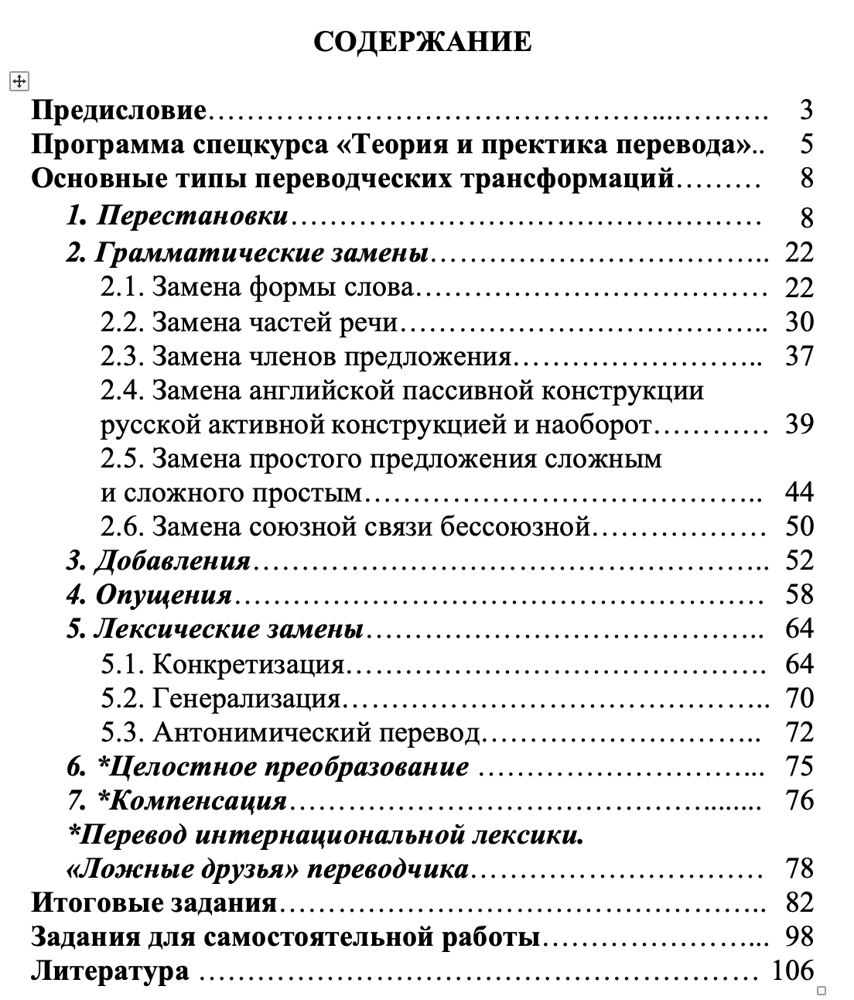 СОДЕРЖАНИЕ
Предисловие……………………………………………...………. 3
Программа спецкурса «Теория и пректика перевода».. 5
Основные типы переводческих трансформаций……… 8
1. Перестановки………………………………………………… 8
2. Грамматические замены………………………………….. 22
2.1. Замена формы слова…………………………………… 22
2.2. Замена частей речи…………………………………….. 30
2.3. Замена членов предложения……………………….. 37
2.4. Замена английской пассивной конструкции
русской активной конструкцией и наоборот………… 39
2.5. Замена простого предложения сложным
и сложного простым……………………………………….. 44
2.6. Замена союзной связи бессоюзной………………… 50
3. Добавления…………………………………………………….. 52
4. Опущения……………………………………………………… 58
5. Лексические замены……………………………………….. 64
5.1. Конкретизация…………………………………………. 64
5.2. Генерализация………………………………………….. 70
5.3. Антонимический перевод………………………….. 72
6. *Целостное преобразование …………………………... 75
7. *Компенсация…………………………………………........ 76
*Перевод интернациональной лексики.
«Ложные друзья» переводчика……………………………… 78
Итоговые задания………………………………………………….. 82
Задания для самостоятельной работы……………………... 98
Литература ………………………………………………………… 106